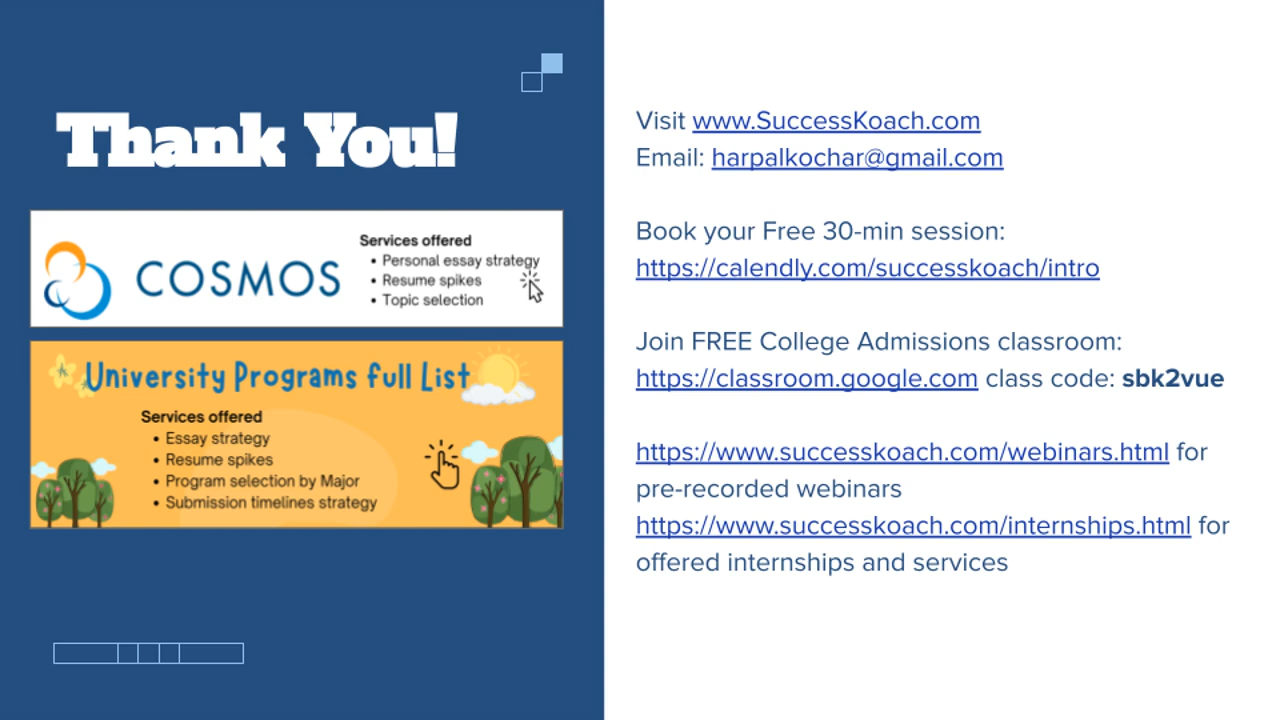 Thank You!
COSMOS
Services offered
• Personal essay strategy
• Resume spikes
• Topic selection
University Programs full List
Services offered
• Essay strategy
• Resume spikes
• Program selection by Major
• Submission timelines strategy
Visit www.SuccessKoach.com
Email: harpalkochar@gmail.com
Book your Free 30-min session:
https://calendly.com/successkoach/intro
Join FREE College Admissions classroom:
https://classroom.google.com class code: sbk2vue
https://www.successkoach.com/webinars.html for
pre-recorded webinars
https://www.successkoach.com/internships.html for
offered internships and services